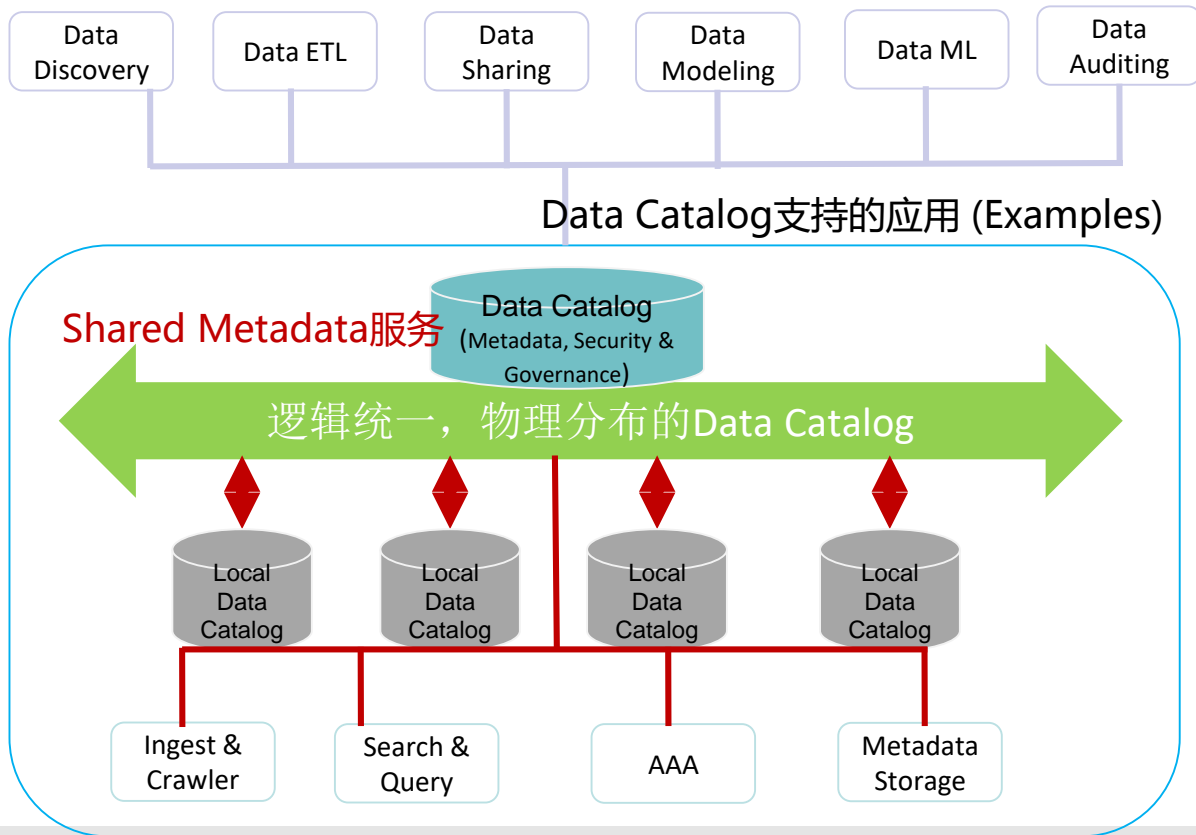 Data
Discovery
Data ETL
Data
Sharing
Data
Modeling
Data ML
Data
Auditing
Data Catalog支持的应用 (Examples)
Shared Metadata服务
Data Catalog
(Metadata, Security &
Governance)
逻辑统一，物理分布的Data Catalog
Local
Data
Catalog
Local
Data
Catalog
Local
Data
Catalog
Local
Data
Catalog
Ingest &
Crawler
Search &
Query
AAA
Metadata
Storage